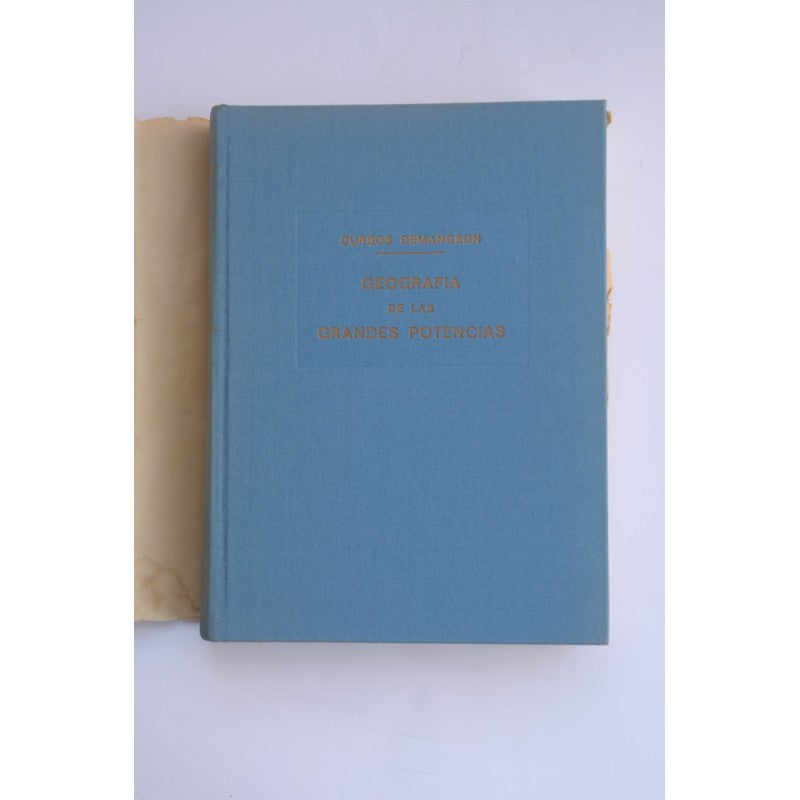 CURSOS DEMANGEON
GEOGRAFIA
DE LAS
GRANDES POTENCIAS